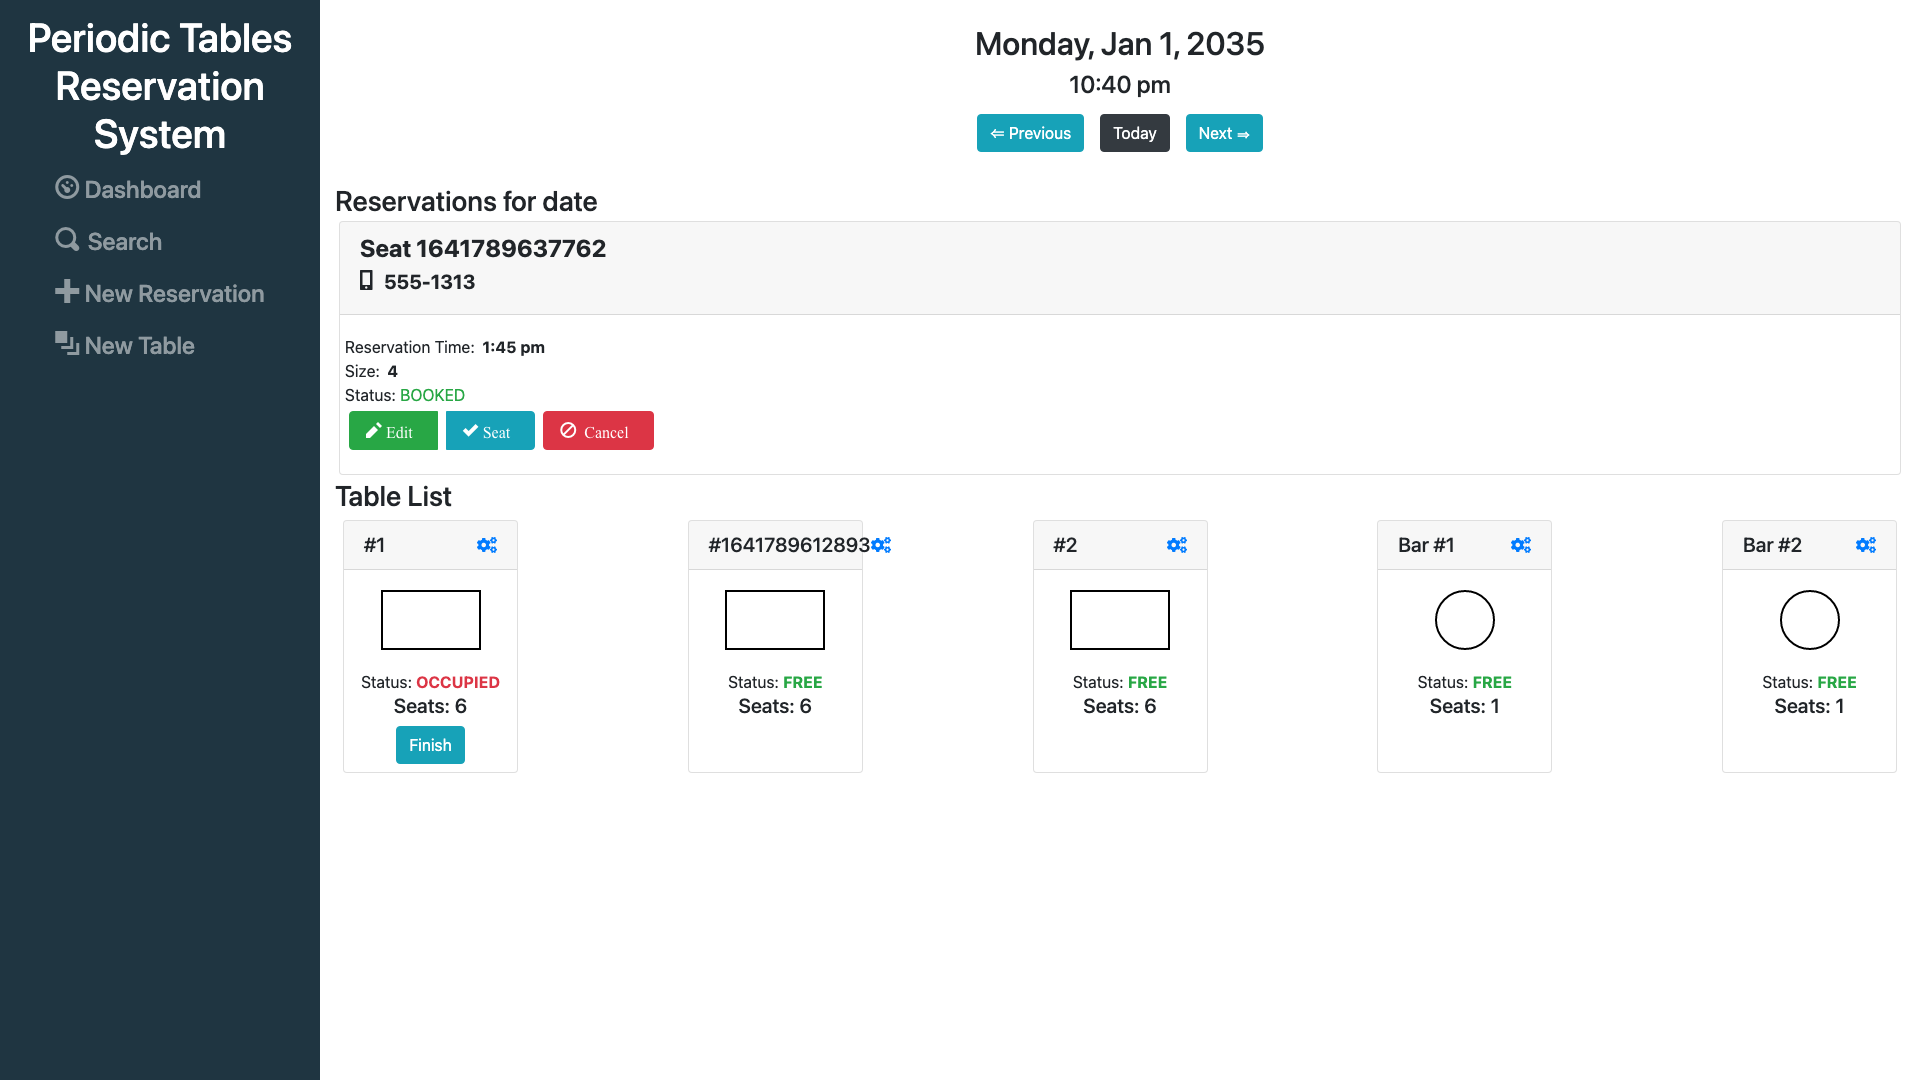 Periodic Tables
Reservation
System
Dashboard
Search
New Reservation
New Table
Monday, Jan 1, 2035
10:40 pm
⇐ Previous
Today
Next ⇒
Reservations for date
Seat 1641789637762
555-1313
Reservation Time: 1:45 pm
Size: 4
Status: BOOKED
Edit
Seat
Cancel
Table List
#1
Status: OCCUPIED
Seats: 6
Finish
#1641789612893
Status: FREE
Seats: 6
#2
Status: FREE
Seats: 6
Bar #1
Status: FREE
Seats: 1
Bar #2
Status: FREE
Seats: 1